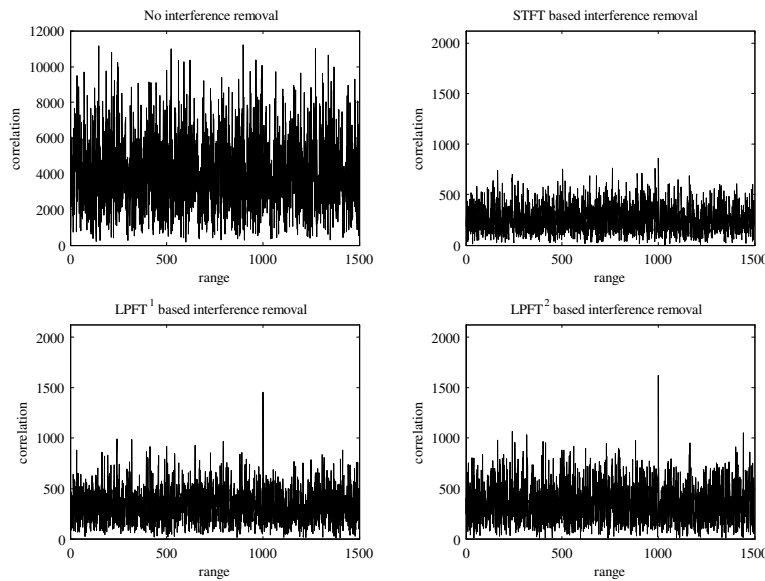 No interference removal
12000
10000
8000
6000
4000
2000
0
correlation
0 500 1000 1500
range
STFT based interference removal
2000
1500
1000
500
0
correlation
0 500 1000 1500
range
LPFT1 based interference removal
2000
1500
1000
500
0
correlation
0 500 1000 1500
range
LPFT2 based interference removal
2000
1500
1000
500
0
correlation
0 500 1000 1500
range